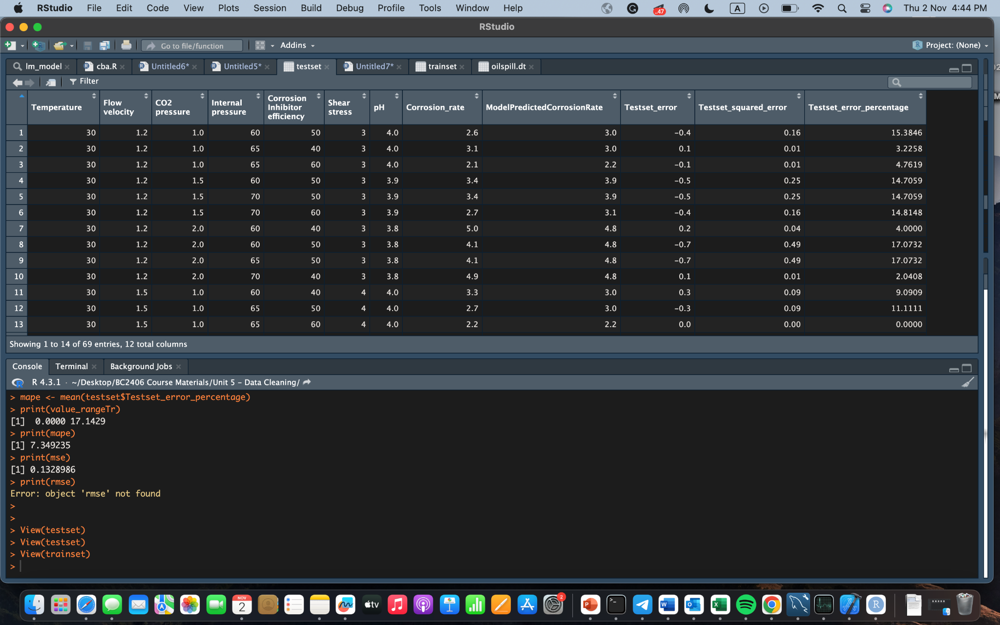 RStudio File Edit Code View Plots Session Build Debug Profile Tools Window Help 47 A Thu 2 Nov 4:44 PM
RStudio
Go to file/function Addins Project: (None)
lm_model cba.R Untitled6* Untitled5* testset Untitled7* trainset oilspill.dt
Filter
Temperature Flow velocity CO2 pressure Internal pressure Corrosion Inhibitor efficiency Shear stress pH Corrosion_rate ModelPredictedCorrosionRate Testset_error Testset_squared_error Testset_error_percentage
1 30 1.2 1.0 60 50 3 4.0 2.6 3.0 -0.4 0.16 15.3846
2 30 1.2 1.0 65 40 3 4.0 3.1 3.0 0.1 0.01 3.2258
3 30 1.2 1.0 65 60 3 4.0 2.1 2.2 -0.1 0.01 4.7619
4 30 1.2 1.5 60 50 3 3.9 3.4 3.9 -0.5 0.25 14.7059
5 30 1.2 1.5 70 50 3 3.9 3.4 3.9 -0.5 0.25 14.7059
6 30 1.2 1.5 70 60 3 3.9 2.7 3.1 -0.4 0.16 14.8148
7 30 1.2 2.0 60 40 3 3.8 5.0 4.8 0.2 0.04 4.0000
8 30 1.2 2.0 60 50 3 3.8 4.1 4.8 -0.7 0.49 17.0732
9 30 1.2 2.0 65 50 3 3.8 4.1 4.8 -0.7 0.49 17.0732
10 30 1.2 2.0 70 40 3 3.8 4.9 4.8 0.1 0.01 2.0408
11 30 1.5 1.0 60 40 4 4.0 3.3 3.0 0.3 0.09 9.0909
12 30 1.5 1.0 65 50 4 4.0 2.7 3.0 -0.3 0.09 11.1111
13 30 1.5 1.0 65 60 4 4.0 2.2 2.2 0.0 0.00 0.0000
Showing 1 to 14 of 69 entries, 12 total columns
Console Terminal Background Jobs
R 4.3.1 · ~/Desktop/BC2406 Course Materials/Unit 5 – Data Cleaning/
> mape <- mean(testset$Testset_error_percentage)
> print(value_rangeTr)
[1]  0.0000 17.1429
> print(mape)
[1] 7.349235
> print(mse)
[1] 0.1328986
> print(rmse)
Error: object 'rmse' not found
>
>
> View(testset)
> View(testset)
> View(trainset)
>
NOV 2 tv 2